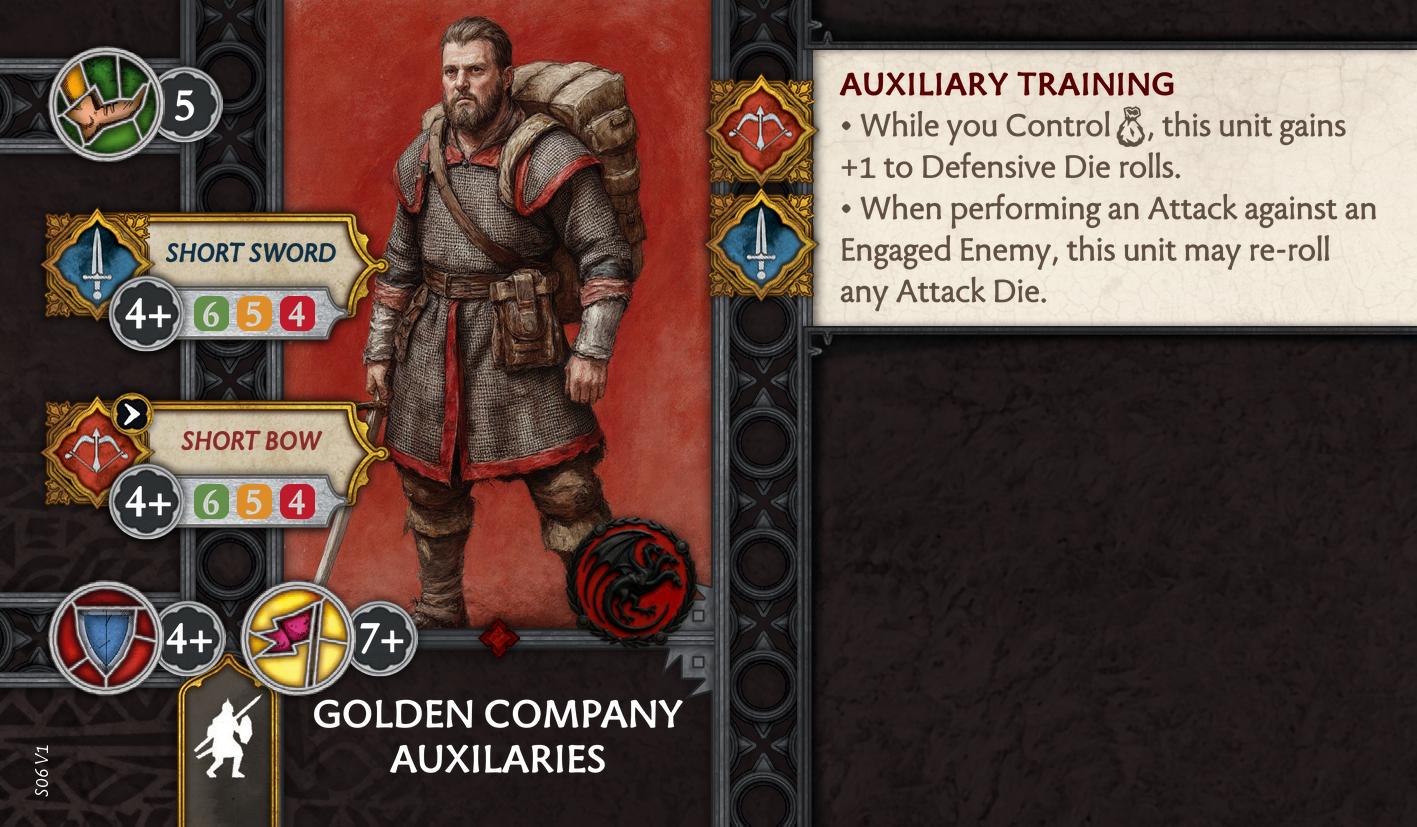 5
SHORT SWORD
4+ 6 5 4
SHORT BOW
4+ 6 5 4
4+ 7+
GOLDEN COMPANY
AUXILARIES
S06 V1
AUXILIARY TRAINING
• While you Control , this unit gains
+1 to Defensive Die rolls.
• When performing an Attack against an
Engaged Enemy, this unit may re-roll
any Attack Die.